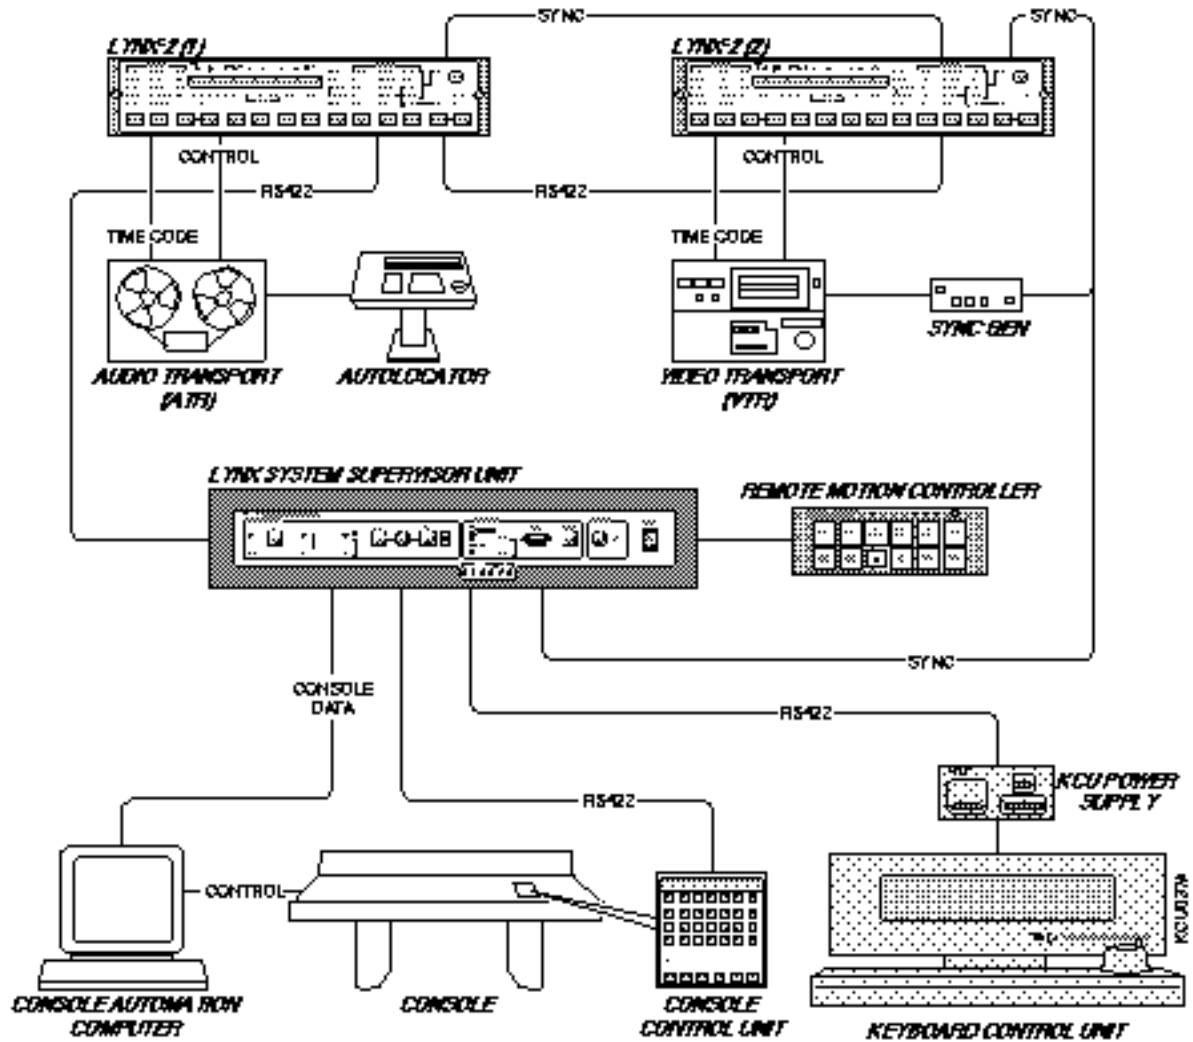 SYNC
SYNC
LYNX-2 (1)
LYNX-2 (2)
CONTROL
CONTROL
RS422
RS422
TIME CODE
TIME CODE
SYNC GEN
AUDIO TRANSPORT
(ATR)
AUTOLOCATOR
VIDEO TRANSPORT
(VTR)
LYNX SYSTEM SUPERVISOR UNIT
REMOTE MOTION CONTROLLER
SYNC
CONSOLE
DATA
RS422
KCU POWER
SUPPLY
RS422
CONTROL
CONSOLE AUTOMATION
COMPUTER
CONSOLE
CONSOLE
CONTROL UNIT
KEYBOARD CONTROL UNIT